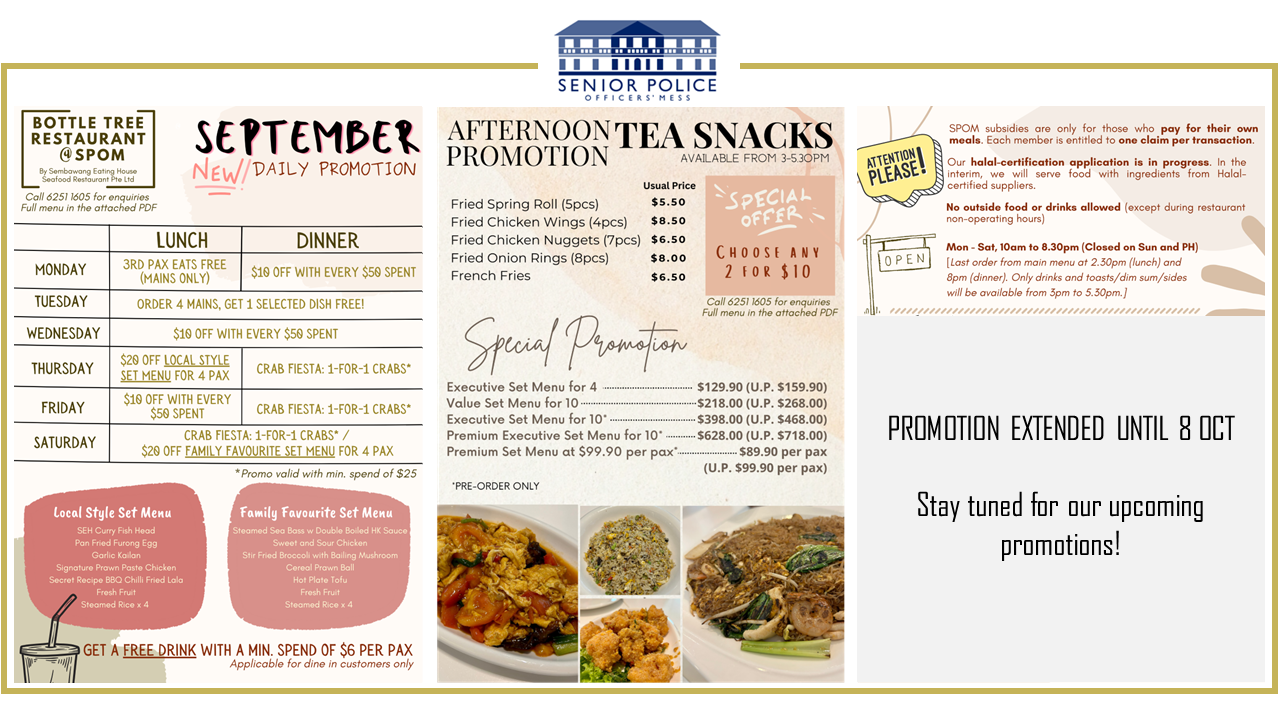 SENIOR POLICE
OFFICERS' MESS
BOTTLE TREE
RESTAURANT
@SPOM
By Sembawang Eating House
Seafood Restaurant Pte Ltd
Call 6251 1605 for enquiries
Full menu in the attached PDF
SEPTEMBER
NEW!/ DAILY PROMOTION
LUNCH DINNER
MONDAY
3RD PAX EATS FREE
(MAINS ONLY)
$10 OFF WITH EVERY $50 SPENT
TUESDAY
ORDER 4 MAINS, GET 1 SELECTED DISH FREE!
WEDNESDAY
$10 OFF WITH EVERY $50 SPENT
THURSDAY
$20 OFF LOCAL STYLE
SET MENU FOR 4 PAX
CRAB FIESTA: 1-FOR-1 CRABS*
FRIDAY
$10 OFF WITH EVERY
$50 SPENT
CRAB FIESTA: 1-FOR-1 CRABS*
SATURDAY
CRAB FIESTA: 1-FOR-1 CRABS* /
$20 OFF FAMILY FAVOURITE SET MENU FOR 4 PAX
*Promo valid with min. spend of $25
Local Style Set Menu
SEH Curry Fish Head
Pan Fried Furong Egg
Garlic Kailan
Signature Prawn Paste Chicken
Secret Recipe BBQ Chilli Fried Lala
Fresh Fruit
Steamed Rice x 4
Family Favourite Set Menu
Steamed Sea Bass w Double Boiled HK Sauce
Sweet and Sour Chicken
Stir Fried Broccoli with Bailing Mushroom
Cereal Prawn Ball
Hot Plate Tofu
Fresh Fruit
Steamed Rice x 4
GET A FREE DRINK WITH A MIN. SPEND OF $6 PER PAX
Applicable for dine in customers only
AFTERNOON TEA SNACKS
PROMOTION AVAILABLE FROM 3-5.30PM
Usual Price
Fried Spring Roll (5pcs) $5.50
Fried Chicken Wings (4pcs) $8.50
Fried Chicken Nuggets (7pcs) $6.50
Fried Onion Rings (8pcs) $8.00
French Fries $6.50
SPECIAL
OFFER
CHOOSE ANY
2 FOR $10
Call 6251 1605 for enquiries
Full menu in the attached PDF
Special Promotion
Executive Set Menu for 4 $129.90 (U.P. $159.90)
Value Set Menu for 10 $218.00 (U.P. $268.00)
Executive Set Menu for 10* $398.00 (U.P. $468.00)
Premium Executive Set Menu for 10* $628.00 (U.P. $718.00)
Premium Set Menu at $99.90 per pax* $89.90 per pax
(U.P. $99.90 per pax)
*PRE-ORDER ONLY
ATTENTION
PLEASE!
SPOM subsidies are only for those who pay for their own
meals. Each member is entitled to one claim per transaction.
Our halal-certification application is in progress. In the
interim, we will serve food with ingredients from Halal-
certified suppliers.
No outside food or drinks allowed (except during restaurant
non-operating hours)
OPEN
Mon - Sat, 10am to 8.30pm (Closed on Sun and PH)
[Last order from main menu at 2.30pm (lunch) and
8pm (dinner). Only drinks and toasts/dim sum/sides
will be available from 3pm to 5.30pm.]
PROMOTION EXTENDED UNTIL 8 OCT
Stay tuned for our upcoming
promotions!